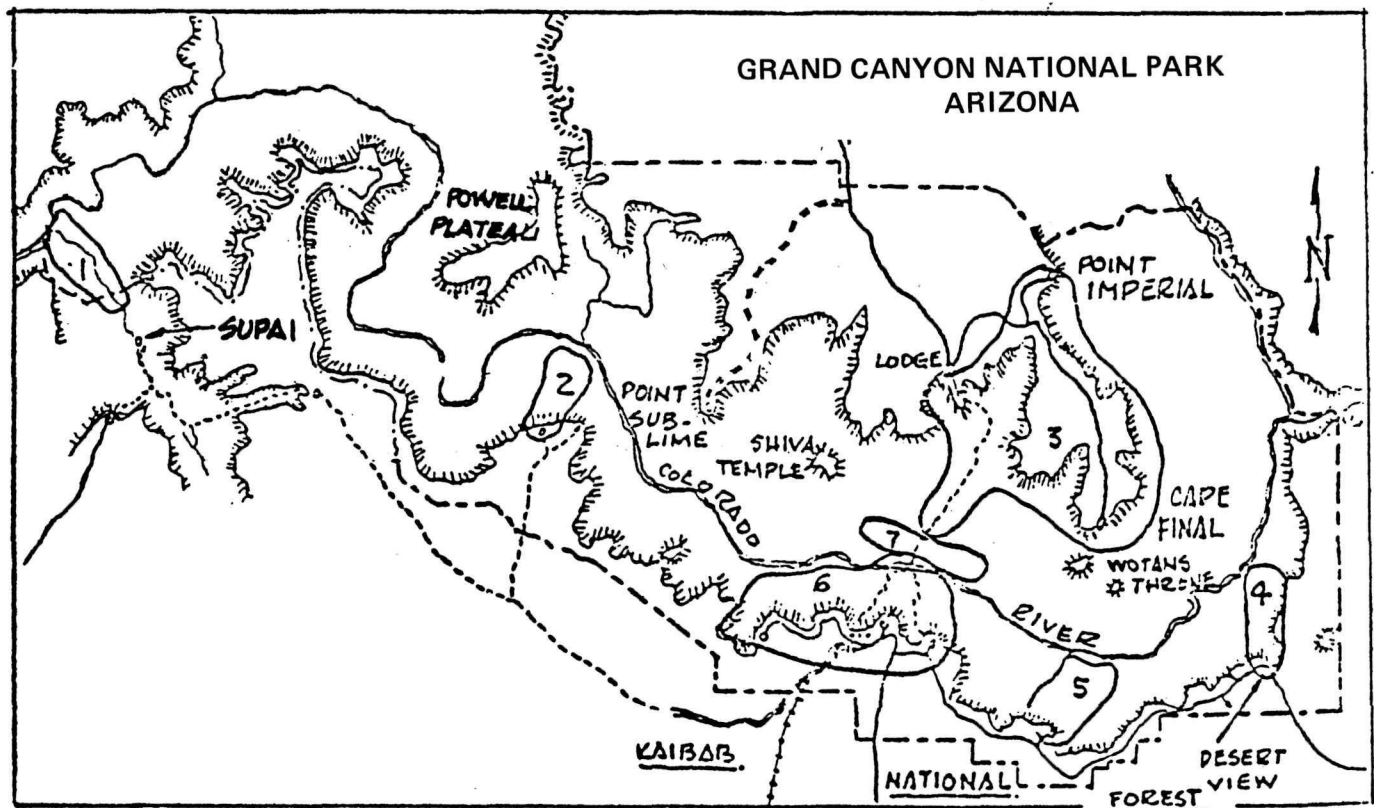 GRAND CANYON NATIONAL PARK
ARIZONA
POWELL
PLATEAU
N
POINT
IMPERIAL
1
SUPAI
LODGE
2
POINT
SUB-
LIME
SHIVA
TEMPLE
3
COLORADO
CAPE
FINAL
7
WOTANS
THRONE
6
4
RIVER
5
KAIBAB
NATIONAL
DESERT
VIEW
FOREST